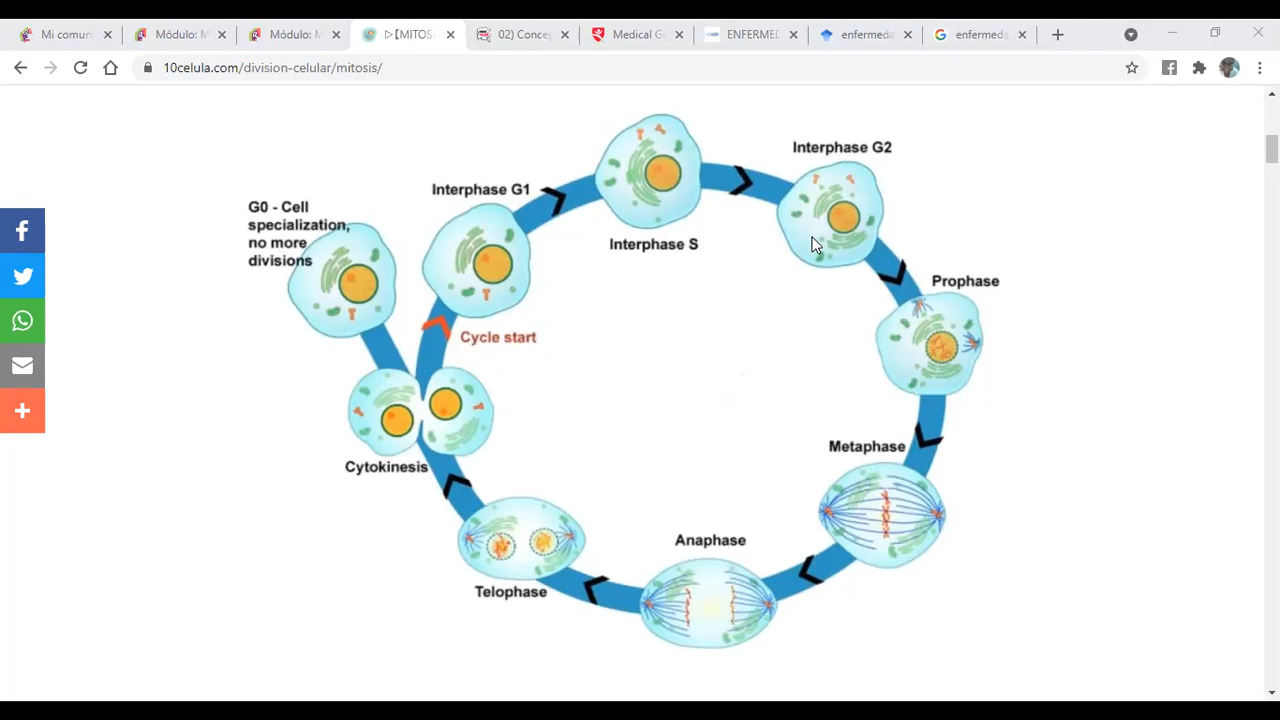 Mi comun
Módulo: M
Módulo: M
▷【MITOS
02] Conce
Medical G
ENFERMED
enfermeda
enfermeda
10celula.com/division-celular/mitosis/
Interphase G2
Interphase G1
G0 - Cell
specialization,
no more
divisions
Interphase S
Prophase
Cycle start
Metaphase
Cytokinesis
Anaphase
Telophase